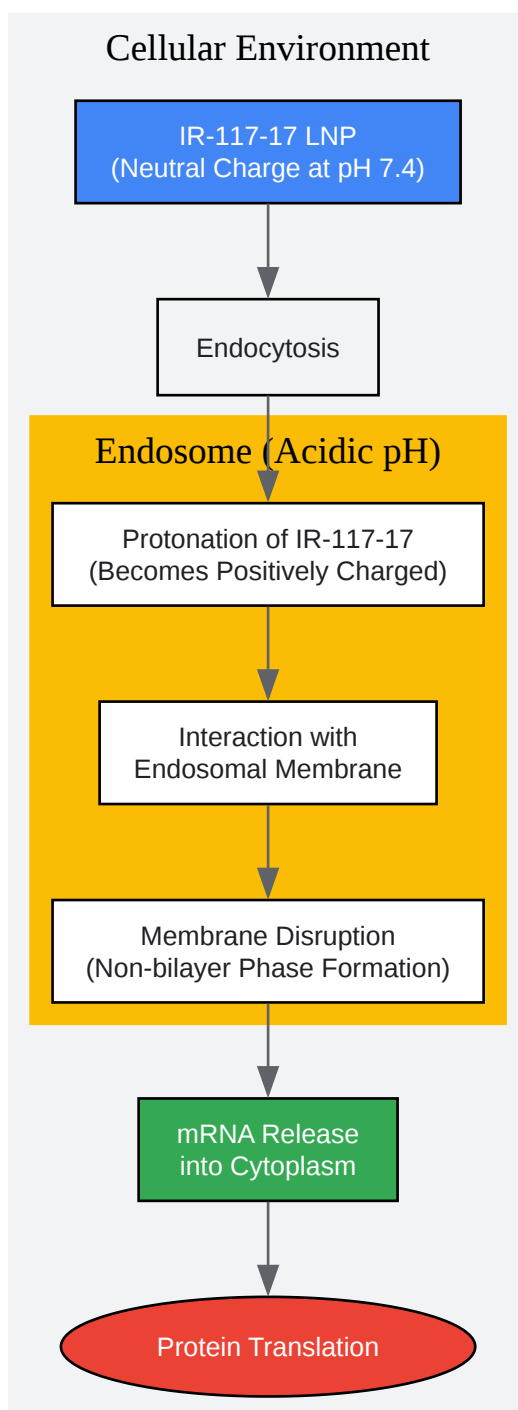 Cellular Environment
IR-117-17 LNP
(Neutral Charge at pH 7.4)
Endocytosis
Endosome (Acidic pH)
Protonation of IR-117-17
(Becomes Positively Charged)
Interaction with
Endosomal Membrane
Membrane Disruption
(Non-bilayer Phase Formation)
mRNA Release
into Cytoplasm
Protein Translation